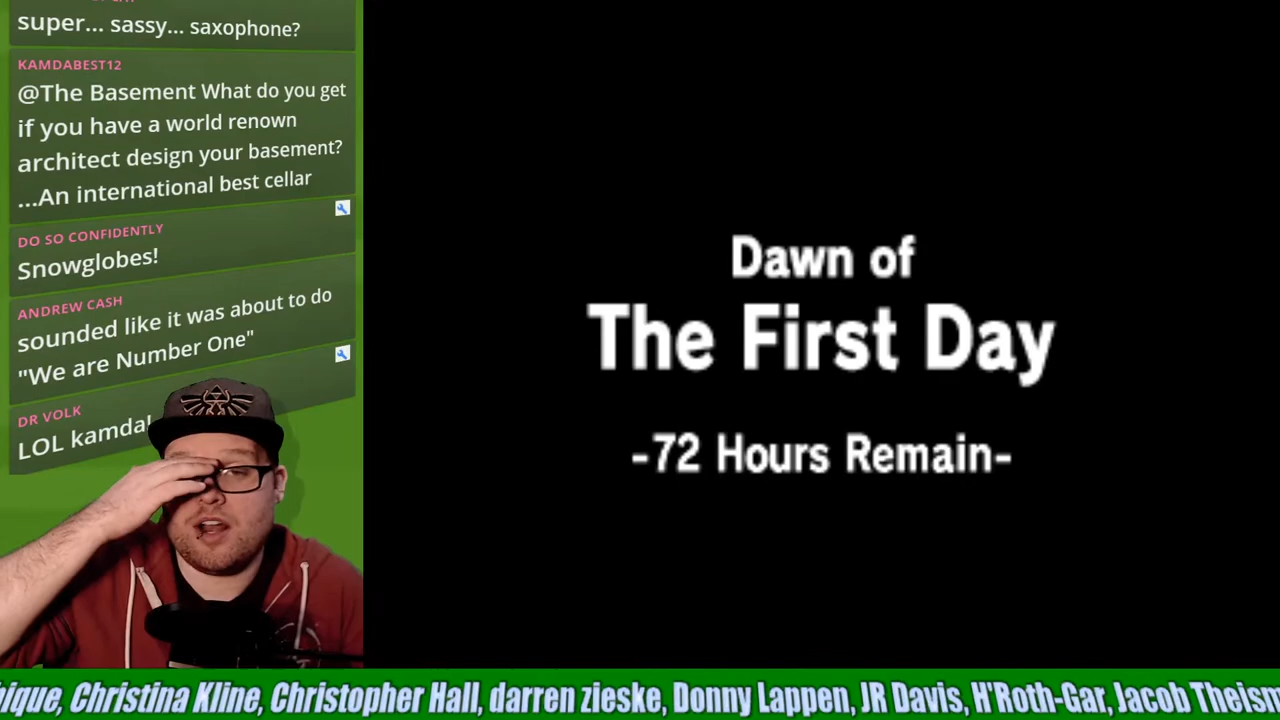 super... sassy... saxophone?
KAMDABEST12
@The Basement What do you get
if you have a world renown
architect design your basement?
...An international best cellar
DO SO CONFIDENTLY
Snowglobes!
ANDREW CASH
sounded like it was about to do
"We are Number One"
DR VOLK
LOL kamda
Dawn of
The First Day
-72 Hours Remain-
Christina Kline, Christopher Hall, darren zieske, Donny Lappen, JR Davis, H'Roth-Gar, Jacob Theism